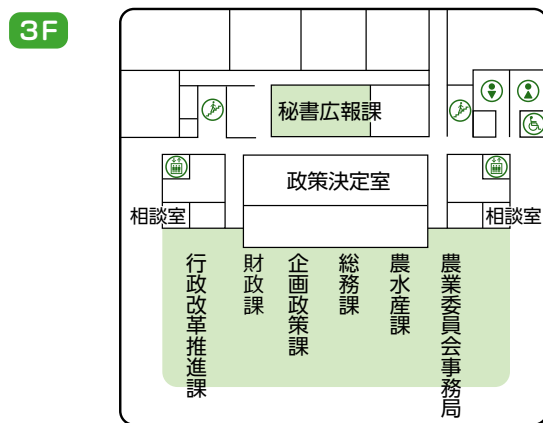 3F
秘書広報課
政策決定室
相談室
相談室
行政改革推進課
財政課
企画政策課
総務課
農水産課
農業委員会事務局